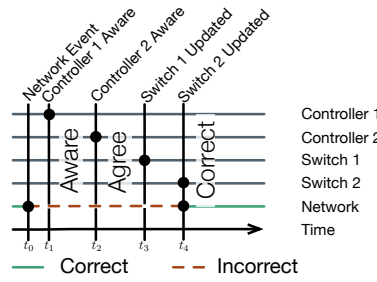 Network Event
Controller 1 Aware
Controller 2 Aware
Switch 1 Updated
Switch 2 Updated
Aware
Agree
Correct
Controller 1
Controller 2
Switch 1
Switch 2
Network
Time
t0 t1 t2 t3 t4
Correct Incorrect